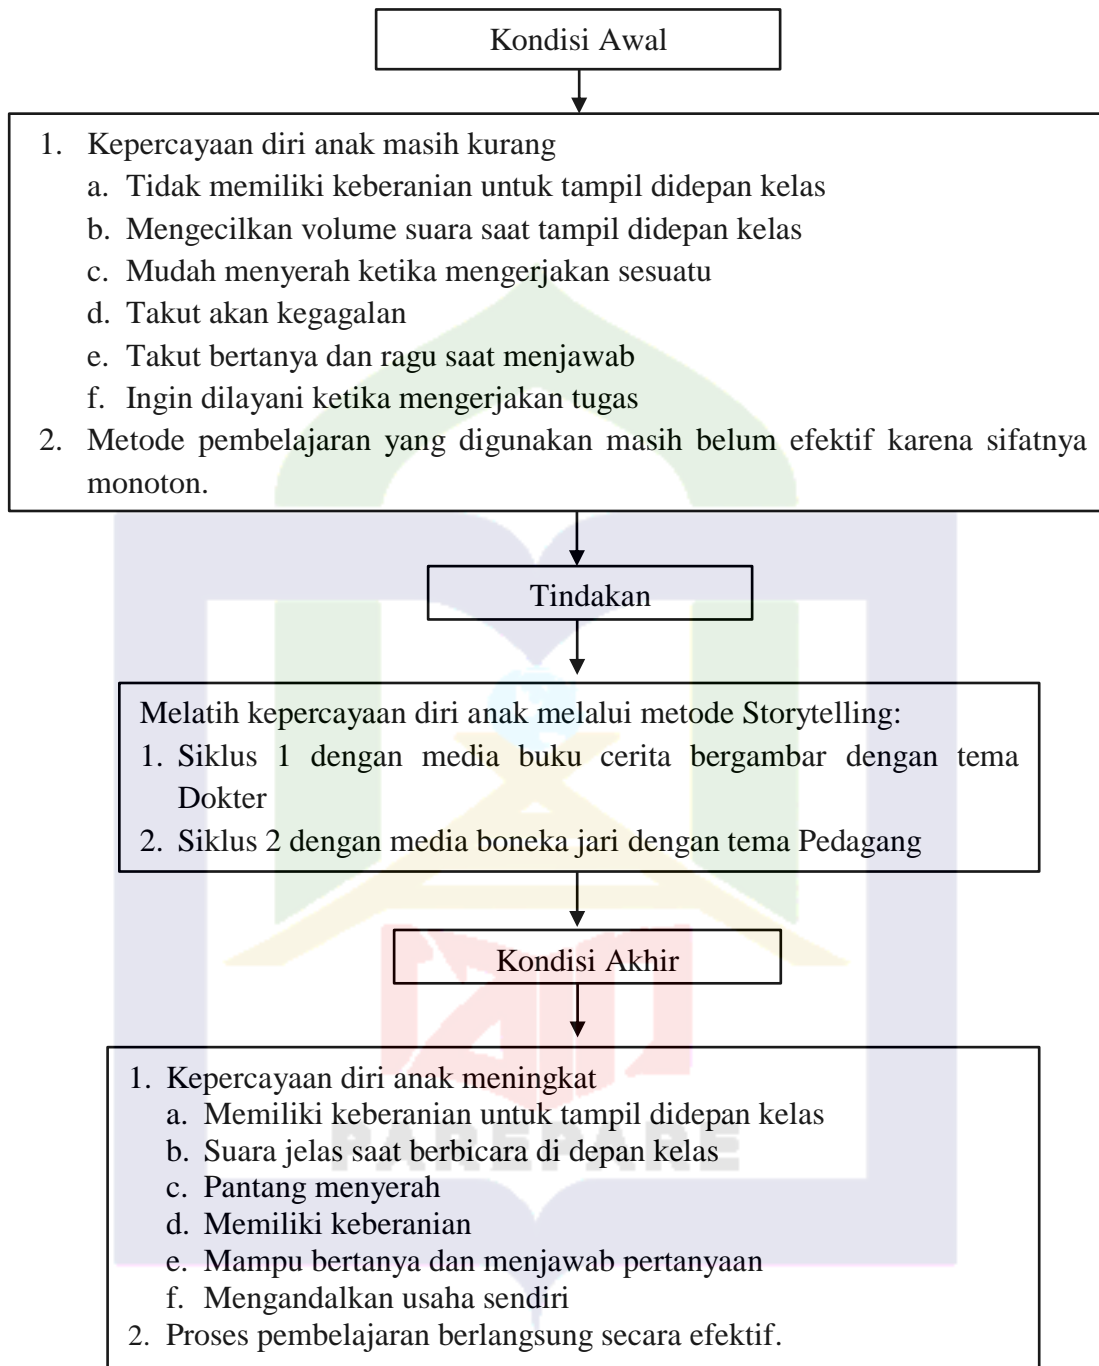 Kondisi Awal
1. Kepercayaan diri anak masih kurang
a. Tidak memiliki keberanian untuk tampil didepan kelas
b. Mengecilkan volume suara saat tampil didepan kelas
c. Mudah menyerah ketika mengerjakan sesuatu
d. Takut akan kegagalan
e. Takut bertanya dan ragu saat menjawab
f. Ingin dilayani ketika mengerjakan tugas
2. Metode pembelajaran yang digunakan masih belum efektif karena sifatnya
monoton.
Tindakan
Melatih kepercayaan diri anak melalui metode Storytelling:
1. Siklus 1 dengan media buku cerita bergambar dengan tema
Dokter
2. Siklus 2 dengan media boneka jari dengan tema Pedagang
Kondisi Akhir
1. Kepercayaan diri anak meningkat
a. Memiliki keberanian untuk tampil didepan kelas
b. Suara jelas saat berbicara di depan kelas
PAREPARE
c. Pantang menyerah
d. Memiliki keberanian
e. Mampu bertanya dan menjawab pertanyaan
f. Mengandalkan usaha sendiri
2. Proses pembelajaran berlangsung secara efektif.